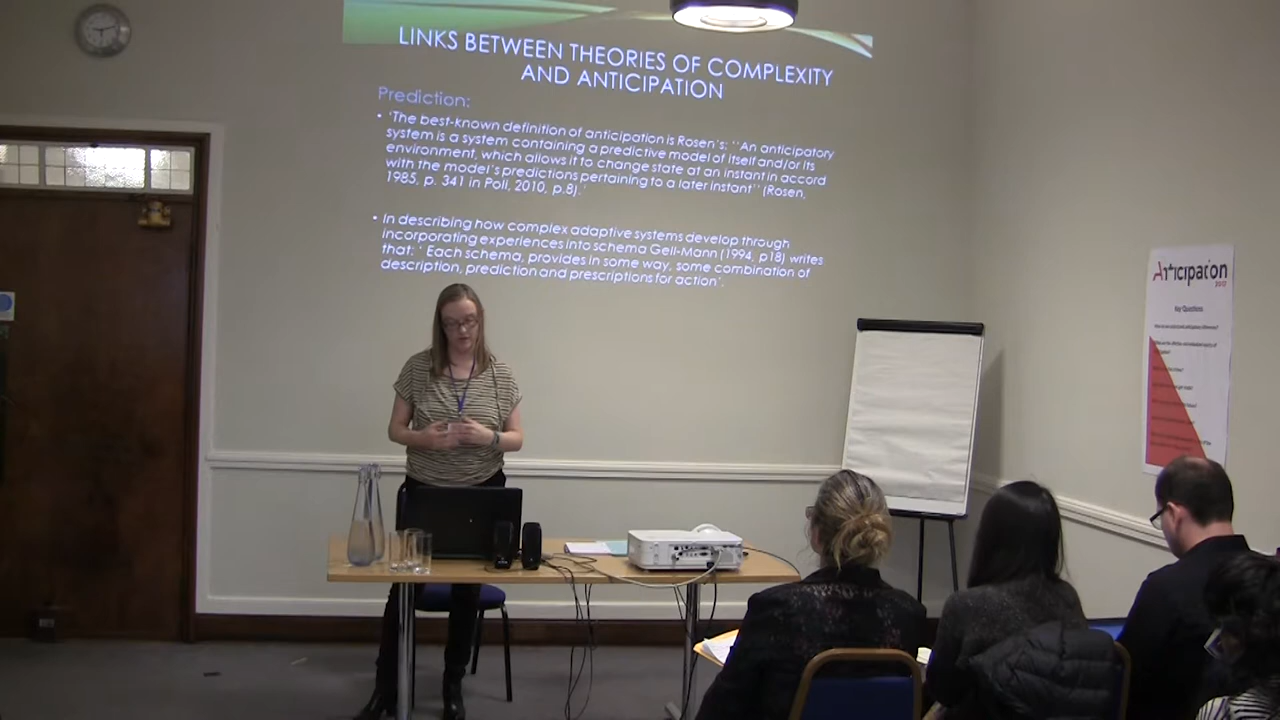 LINKS BETWEEN THEORIES OF COMPLEXITY
AND ANTICIPATION
Prediction:
• 'The best-known definition of anticipation is Rosen's: ''An anticipatory
system is a system containing a predictive model of itself and/or its
environment, which allows it to change state at an instant in accord
with the model's predictions pertaining to a later instant'' (Rosen,
1985, p. 341 in Poli, 2010, p.8).'
• In describing how complex adaptive systems develop through
incorporating experiences into schema Gell-Mann (1994, p18) writes
that: ' Each schema, provides in some way, some combination of
description, prediction and prescriptions for action'.
Anticipation
2017
Key Questions